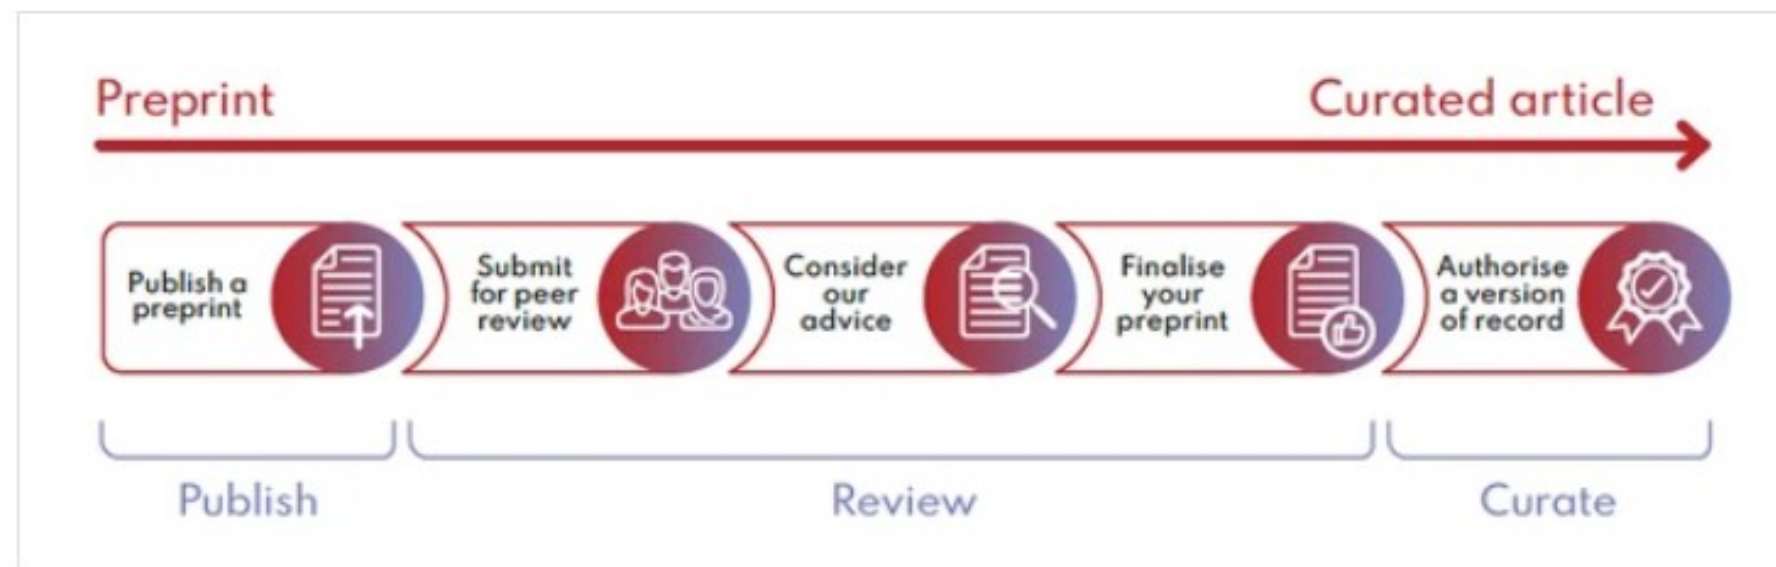 Preprint
Curated article
Publish a
preprint
Submit
for peer
review
Consider
our
advice
Finalise
your
preprint
Authorise
a version
of record
Publish
Review
Curate